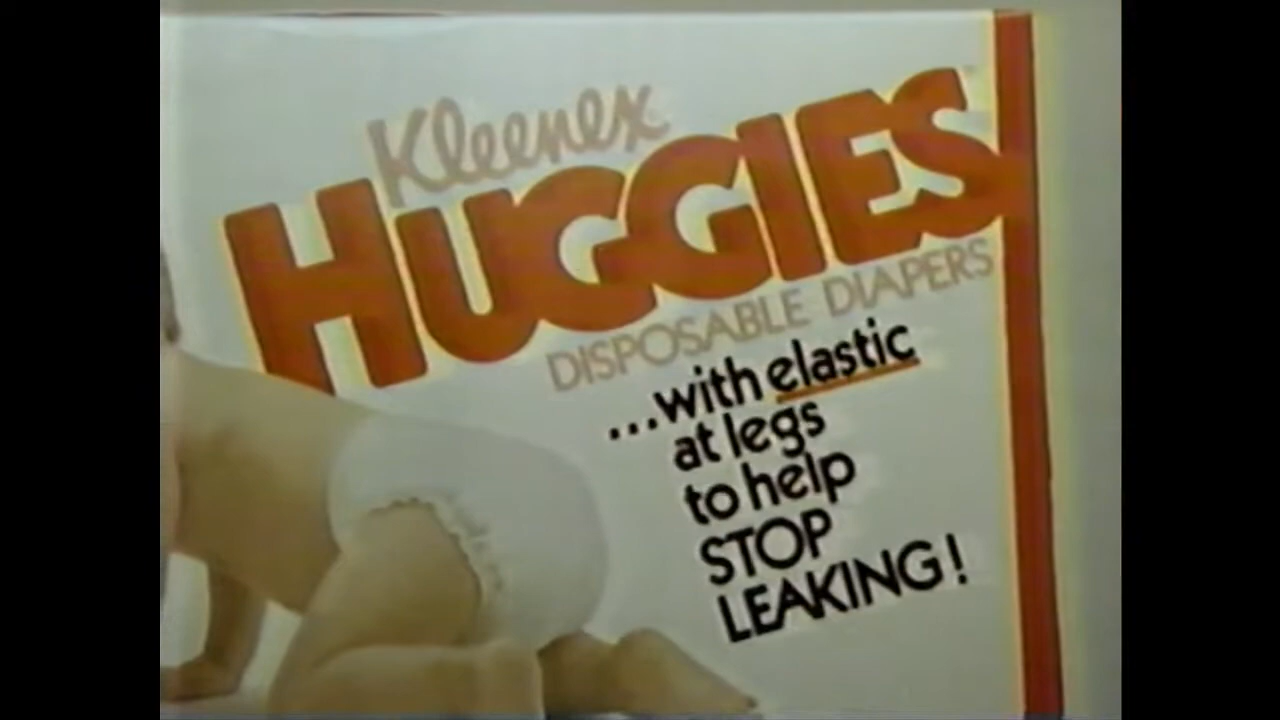 Kleenex
HUGGIES
DISPOSABLE DIAPERS
...with elastic
at legs
to help
STOP
LEAKING!